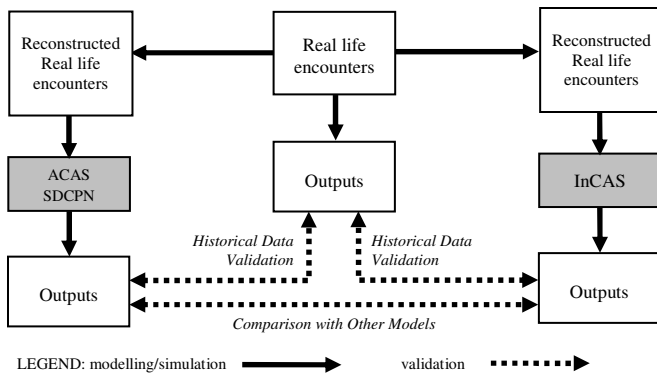 Reconstructed
Real life
encounters
Real life
encounters
Reconstructed
Real life
encounters
ACAS
SDCPN
Outputs
InCAS
Historical Data
Validation
Historical Data
Validation
Outputs
Outputs
Comparison with Other Models
LEGEND: modelling/simulation
validation